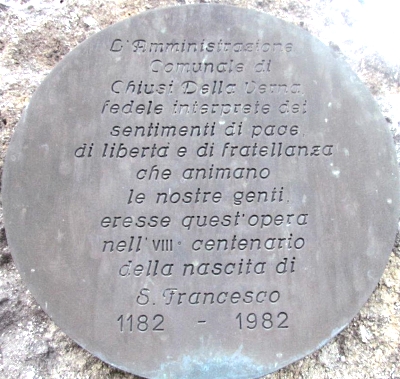 L'Amministrazione
Comunale di
Chiusi Della Verna
fedele interprete dei
sentimenti di pace,
di libertà e di fratellanza
che animano
le nostre genti,
eresse quest'opera
nell'VIII° centenario
della nascita di
S. Francesco
1182 - 1982